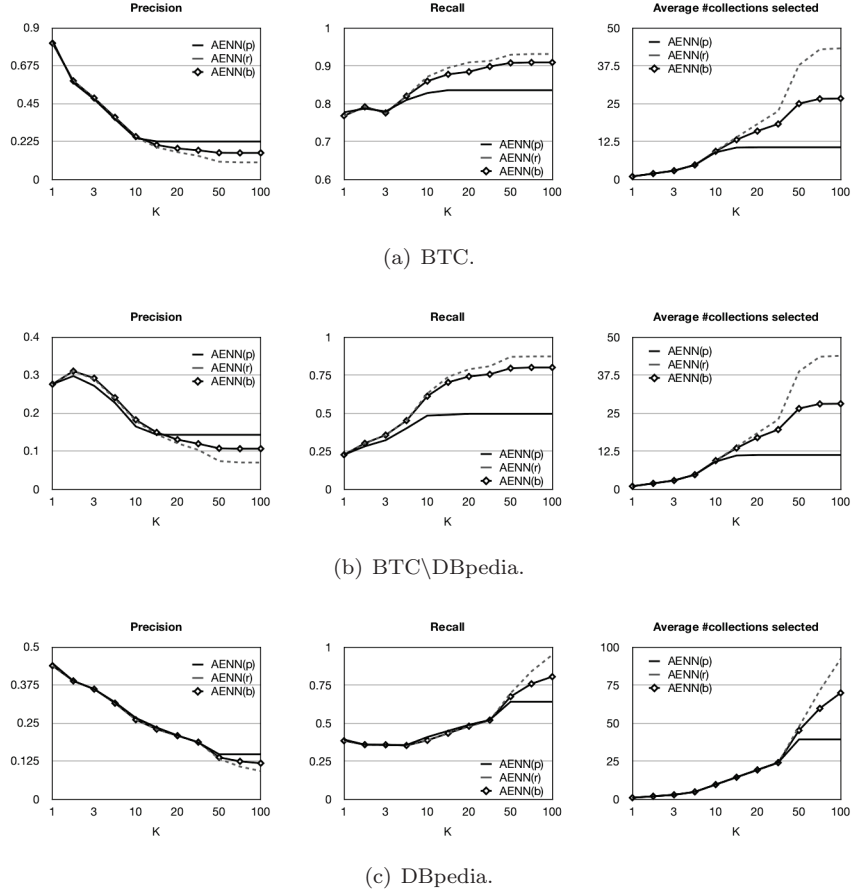 Precision
0.9
0.675
0.45
0.225
0
AENN(p)
AENN(r)
AENN(b)
1 3 10 20 50 100
K
Recall
1
0.9
0.8
0.7
0.6
AENN(p)
AENN(r)
AENN(b)
1 3 10 20 50 100
K
Average #collections selected
50
37.5
25
12.5
0
AENN(p)
AENN(r)
AENN(b)
1 3 10 20 50 100
K
(a) BTC.
Precision
0.4
0.3
0.2
0.1
0
AENN(p)
AENN(r)
AENN(b)
1 3 10 20 50 100
K
Recall
1
0.75
0.5
0.25
0
AENN(p)
AENN(r)
AENN(b)
1 3 10 20 50 100
K
Average #collections selected
50
37.5
25
12.5
0
AENN(p)
AENN(r)
AENN(b)
1 3 10 20 50 100
K
(b) BTC\DBpedia.
Precision
0.5
0.375
0.25
0.125
0
AENN(p)
AENN(r)
AENN(b)
1 3 10 20 50 100
K
Recall
1
0.75
0.5
0.25
0
AENN(p)
AENN(r)
AENN(b)
1 3 10 20 50 100
K
Average #collections selected
100
75
50
25
0
AENN(p)
AENN(r)
AENN(b)
1 3 10 20 50 100
K
(c) DBpedia.